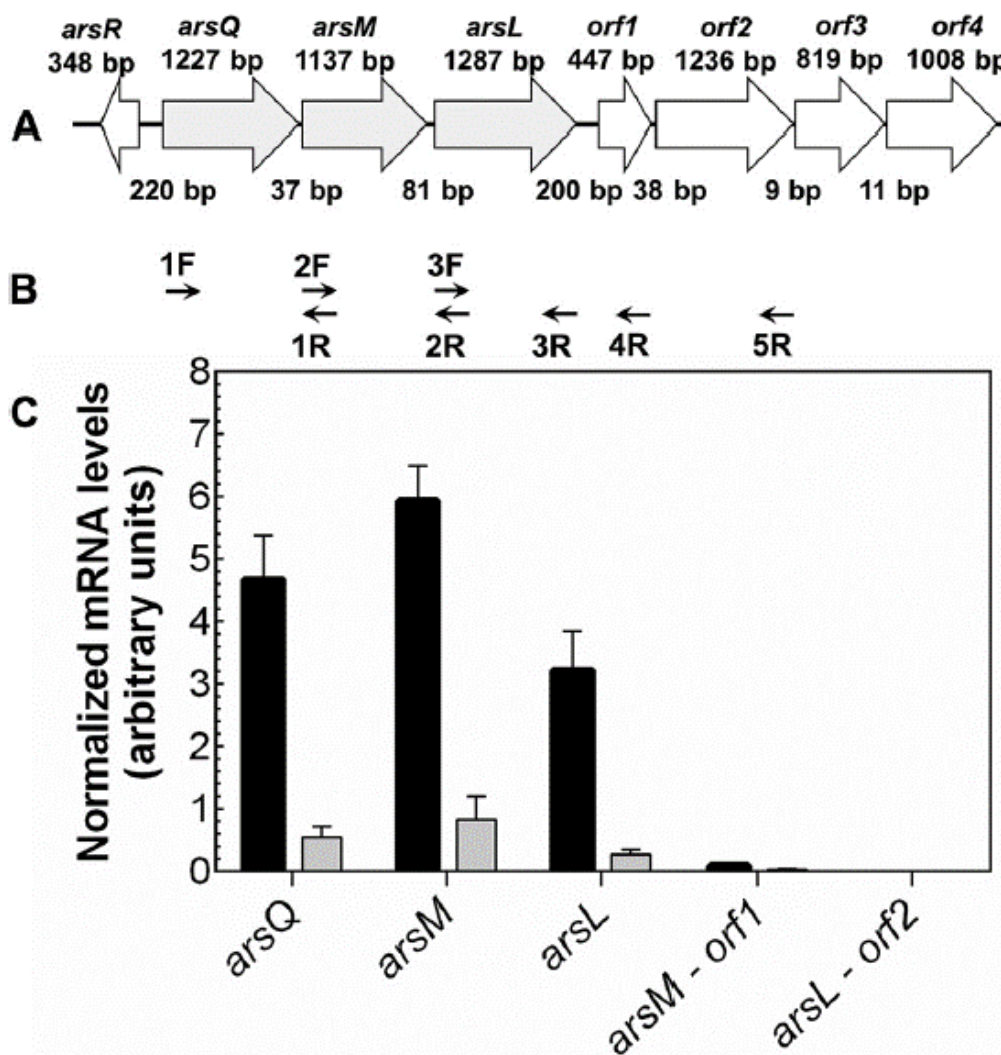 arsR arsQ arsM arsL orf1 orf2 orf3 orf4
348 bp 1227 bp 1137 bp 1287 bp 447 bp 1236 bp 819 bp 1008 bp
A
220 bp 37 bp 81 bp 200 bp 38 bp 9 bp 11 bp
1F 2F 3F
B
1R 2R 3R 4R 5R
C
Normalized mRNA levels
(arbitrary units)
8
7
6
5
4
3
2
1
0
arsQ arsM arsL arsM - orf1 arsL - orf2